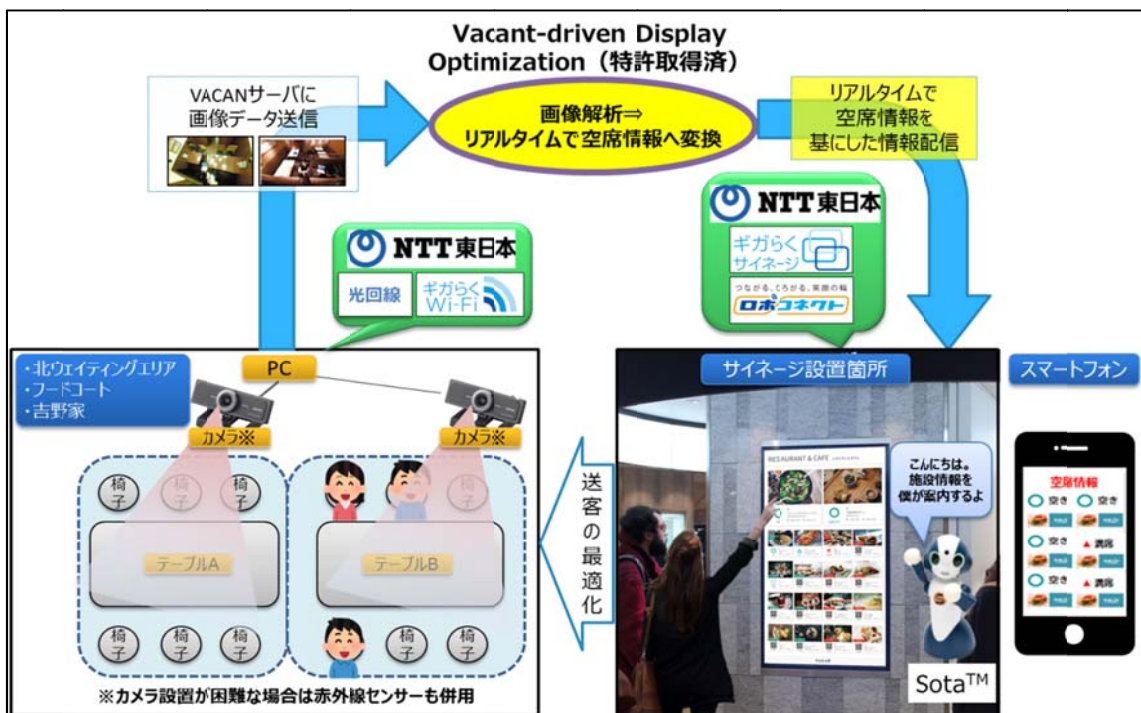 Vacant-driven Display
Optimization（特許取得済）
VACANサーバに
画像データ送信
画像解析⇒
リアルタイムで空席情報へ変換
リアルタイムで
空席情報を
基にした情報配信
NTT東日本
光回線
ギガらく
Wi-Fi
NTT東日本
ギガらく
サイネージ
つながる、ひろがる、笑顔の輪
ロボコネクト
・北ウェイティングエリア
・フードコート
・吉野家
PC
カメラ※
カメラ※
椅子
椅子
椅子
椅子
テーブルA
テーブルB
椅子
椅子
椅子
椅子
椅子
※カメラ設置が困難な場合は赤外線センサーも併用
送客の最適化
サイネージ設置箇所
RESTAURANT & CAFE
こんにちは。
施設情報を
僕が案内するよ
Sota™
スマートフォン
空席情報
空き 空き
空き ▲ 満席
空き ▲ 満席